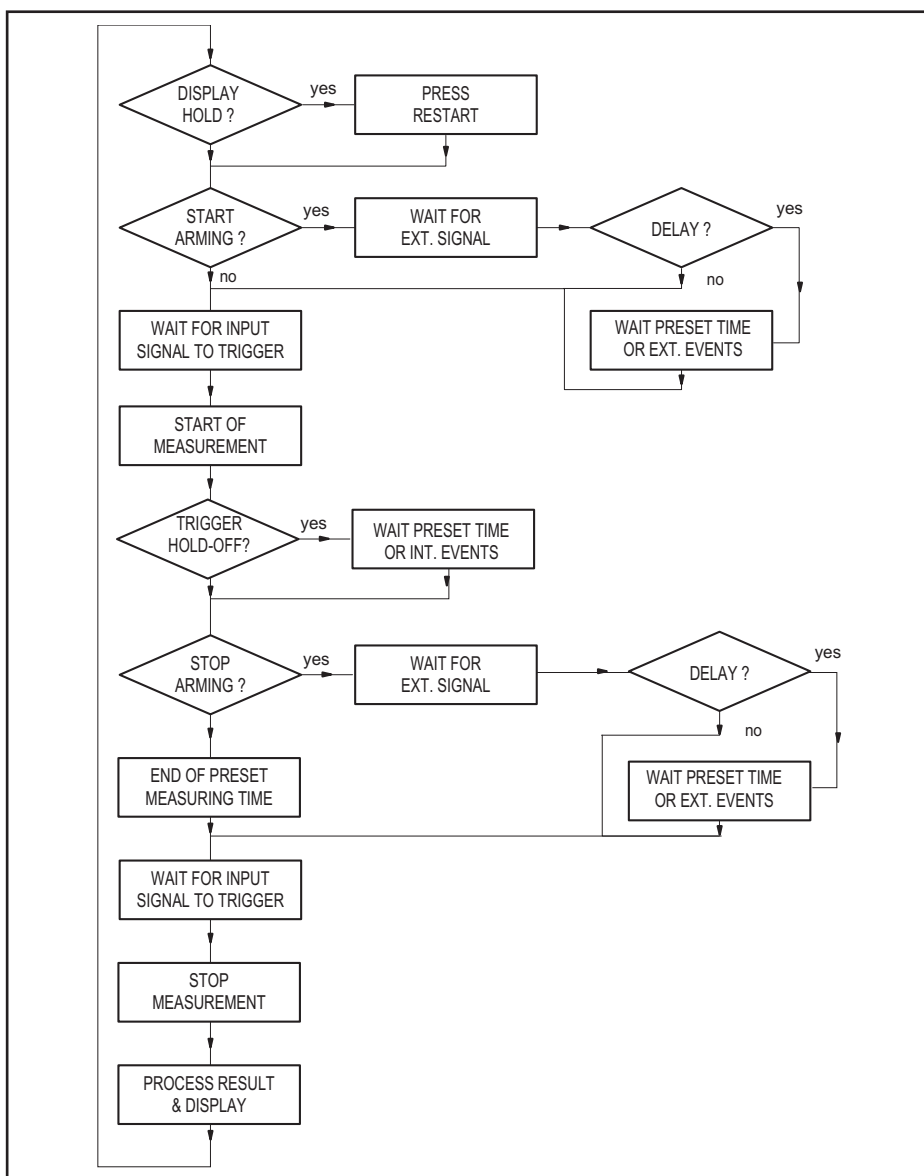 DISPLAY
HOLD ?
yes
PRESS
RESTART
START
ARMING ?
yes
WAIT FOR
EXT. SIGNAL
DELAY ?
yes
no
no
WAIT FOR INPUT
SIGNAL TO TRIGGER
WAIT PRESET TIME
OR EXT. EVENTS
START OF
MEASUREMENT
TRIGGER
HOLD-OFF?
yes
WAIT PRESET TIME
OR INT. EVENTS
STOP
ARMING ?
yes
WAIT FOR
EXT. SIGNAL
DELAY ?
yes
no
END OF PRESET
MEASURING TIME
WAIT PRESET TIME
OR EXT. EVENTS
WAIT FOR INPUT
SIGNAL TO TRIGGER
STOP
MEASUREMENT
PROCESS RESULT
& DISPLAY